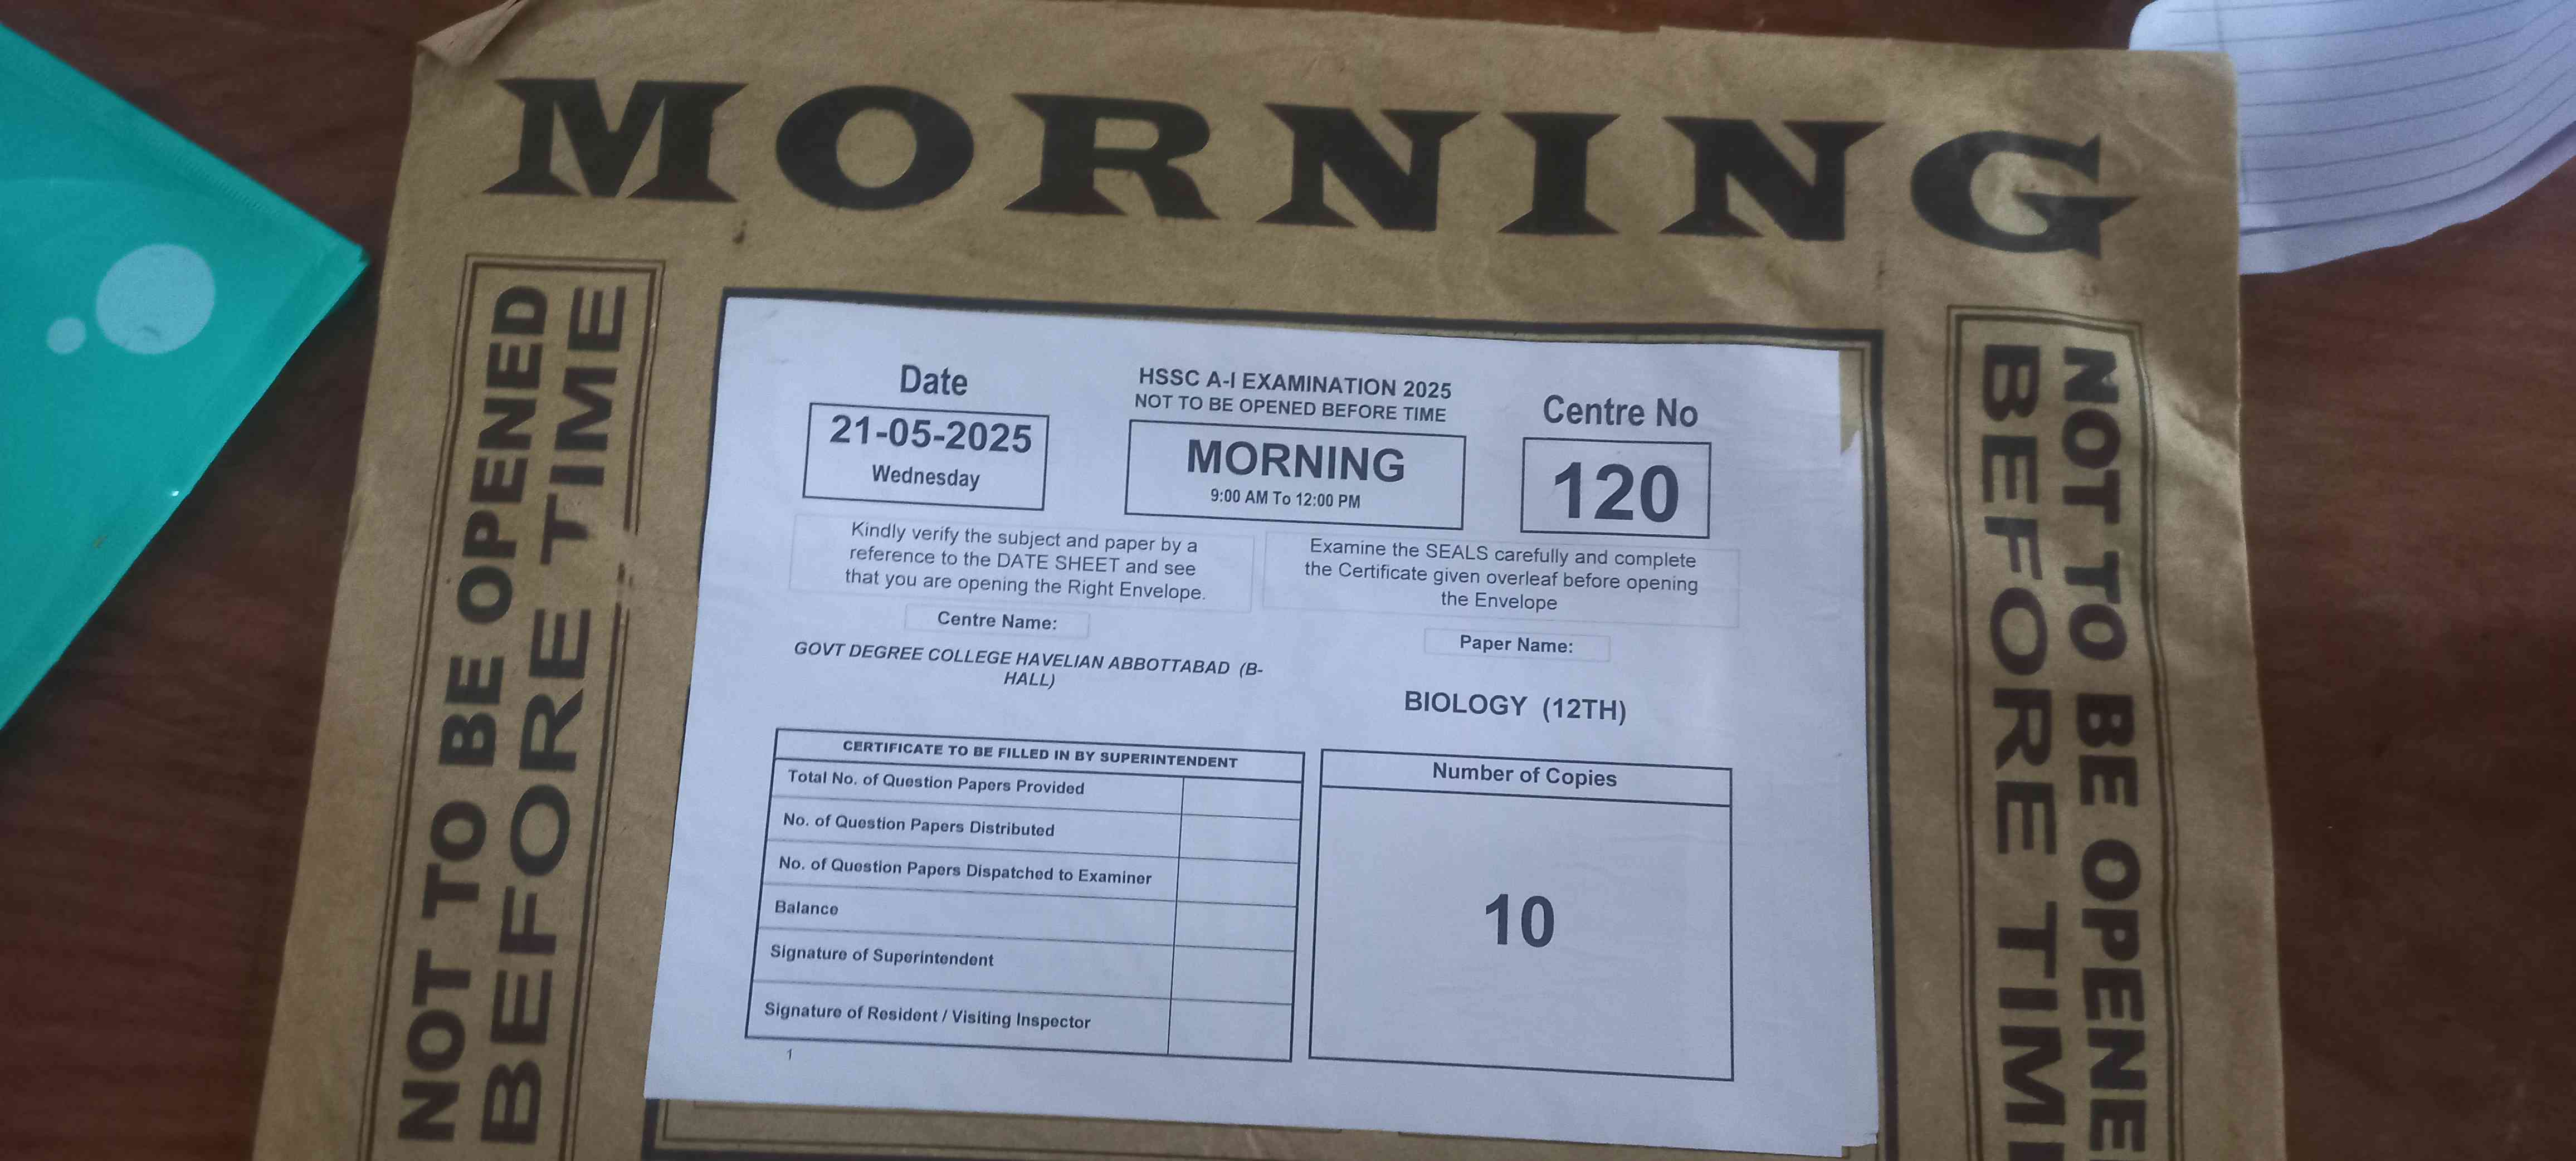 MORNING
NOT TO BE OPENED
BEFORE TIME
Date
21-05-2025
Wednesday
HSSC A-I EXAMINATION 2025
NOT TO BE OPENED BEFORE TIME
MORNING
9:00 AM To 12:00 PM
Centre No
120
Kindly verify the subject and paper by a
reference to the DATE SHEET and see
that you are opening the Right Envelope.
Examine the SEALS carefully and complete
the Certificate given overleaf before opening
the Envelope
Centre Name:
GOVT DEGREE COLLEGE HAVELIAN ABBOTTABAD (B-
HALL)
Paper Name:
BIOLOGY (12TH)
CERTIFICATE TO BE FILLED IN BY SUPERINTENDENT
Total No. of Question Papers Provided
No. of Question Papers Distributed
No. of Question Papers Dispatched to Examiner
Balance
Signature of Superintendent
Signature of Resident / Visiting Inspector
Number of Copies
10
1
NOT TO BE OPENE
BEFORE TIM